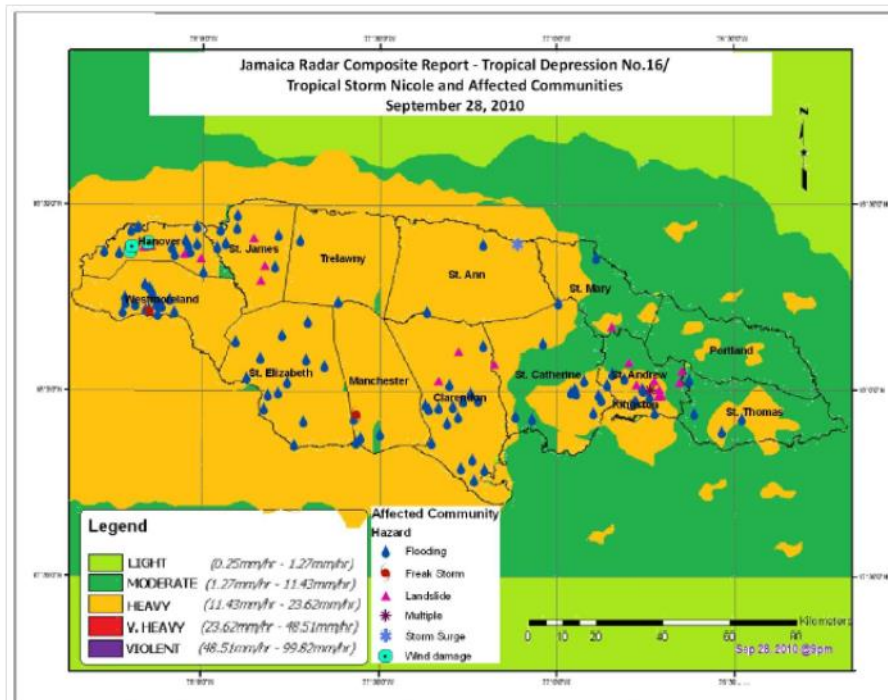 Jamaica Radar Composite Report - Tropical Depression No.16/
Tropical Storm Nicole and Affected Communities
September 28, 2010
N
Hanover
St. James
Trelawny
St. Ann
St. Mary
Westmoreland
Portland
St. Elizabeth
Manchester
Clarendon
St. Catherine
St. Andrew
Kingston
St. Thomas
Legend
LIGHT (0.25mm/hr - 1.27mm/hr)
MODERATE (1.27mm/hr - 11.43mm/hr)
HEAVY (11.43mm/hr - 23.62mm/hr)
V. HEAVY (23.62mm/hr - 48.51mm/hr)
VIOLENT (48.51mm/hr - 99.82mm/hr)
Affected Community
Hazard
Flooding
Freak Storm
Landslide
Multiple
Storm Surge
Wind damage
Kilometers
0 5 10 20 40 60 80
Sep 28, 2010 @9pm